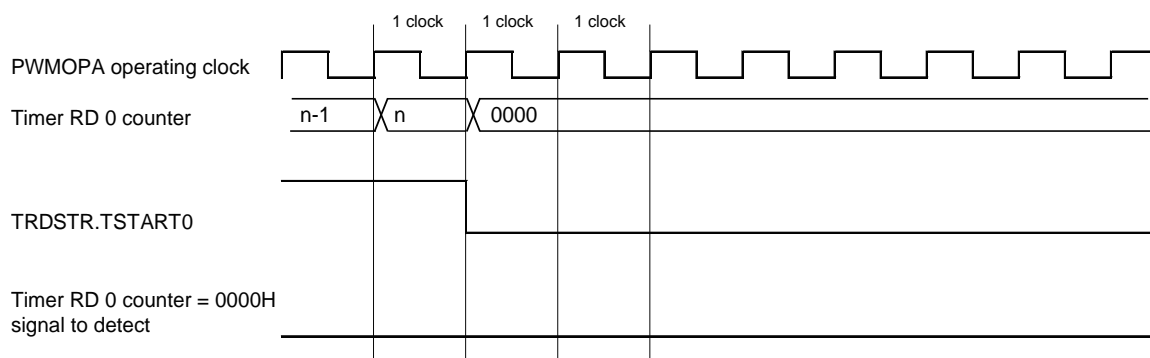 1 clock 1 clock 1 clock
PWMOPA operating clock
Timer RD 0 counter n-1 n 0000
TRDSTR.TSTART0
Timer RD 0 counter = 0000H
signal to detect